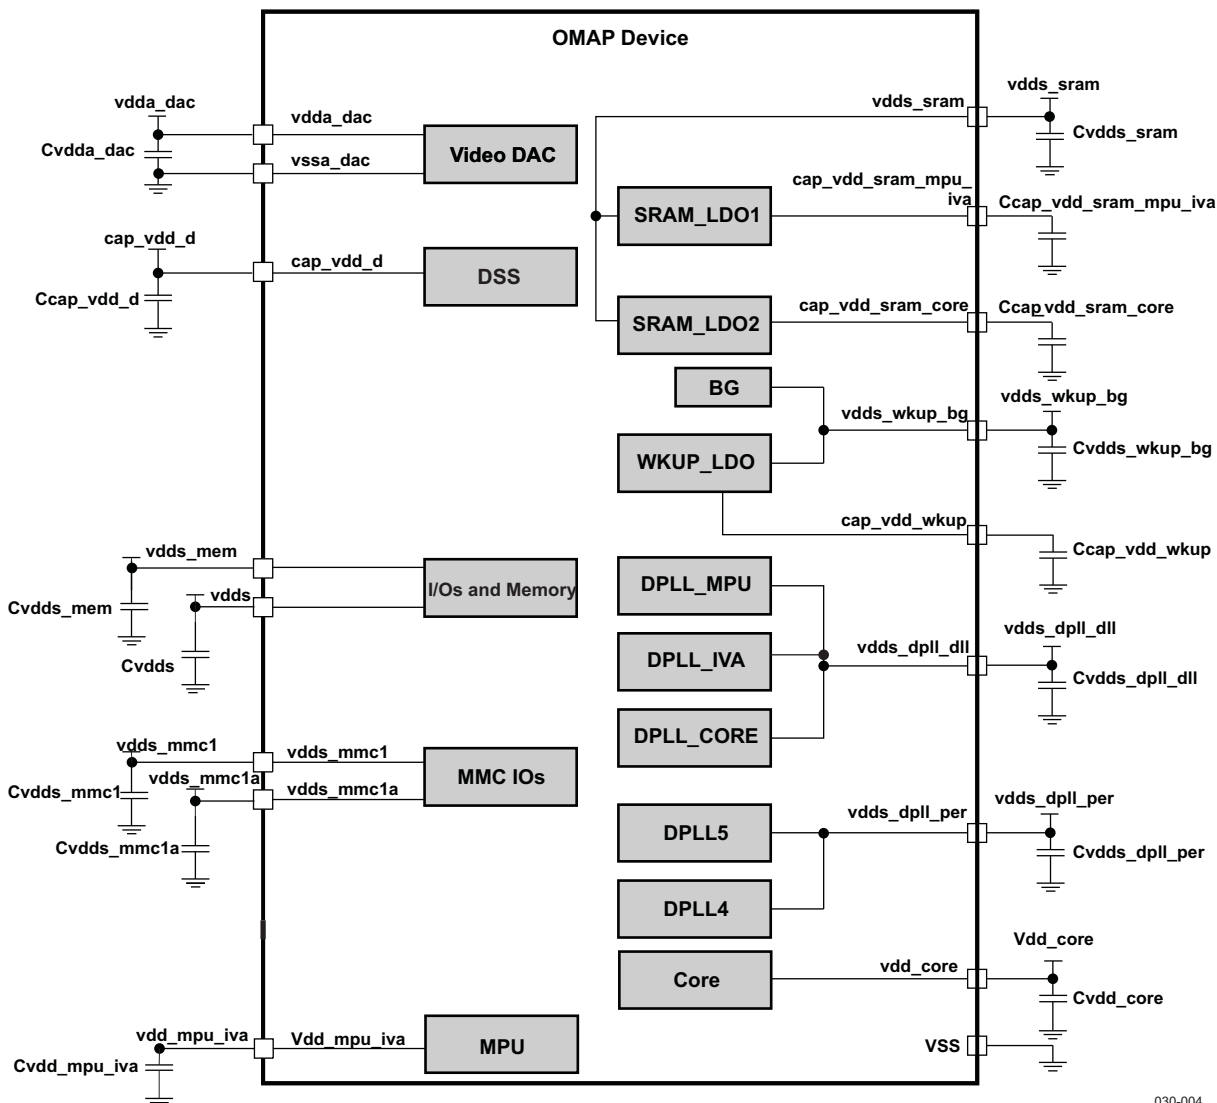 OMAP Device
vdda_dac
vdda_dac
Cvdda_dac
vssa_dac
Video DAC
cap_vdd_d
cap_vdd_d
Ccap_vdd_d
DSS
vdds_mem
Cvdds_mem
vdds
Cvdds
I/Os and Memory
vdds_mmc1
vdds_mmc1
Cvdds_mmc1
vdds_mmc1a
vdds_mmc1a
Cvdds_mmc1a
MMC IOs
vdd_mpu_iva
Vdd_mpu_iva
Cvdd_mpu_iva
MPU
vdds_sram
vdds_sram
Cvdds_sram
SRAM_LDO1
cap_vdd_sram_mpu_
iva
Ccap_vdd_sram_mpu_iva
SRAM_LDO2
cap_vdd_sram_core
Ccap_vdd_sram_core
BG
WKUP_LDO
vdds_wkup_bg
vdds_wkup_bg
Cvdds_wkup_bg
cap_vdd_wkup
Ccap_vdd_wkup
DPLL_MPU
DPLL_IVA
DPLL_CORE
vdds_dpll_dll
vdds_dpll_dll
Cvdds_dpll_dll
DPLL5
DPLL4
vdds_dpll_per
vdds_dpll_per
Cvdds_dpll_per
Core
vdd_core
Vdd_core
Cvdd_core
VSS
030-004